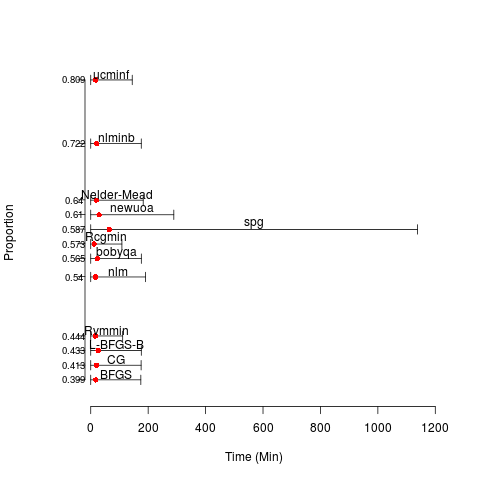 0.809 ucminf
0.722 nlminb
0.64 Nelder-Mead
0.61 newuoa
0.587 spg
0.573 Rcgmin
0.565 bobyqa
0.54 nlm
0.444 Rvmmin
0.433 L-BFGS-B
0.413 CG
0.399 BFGS
Proportion
0 200 400 600 800 1000 1200
Time (Min)